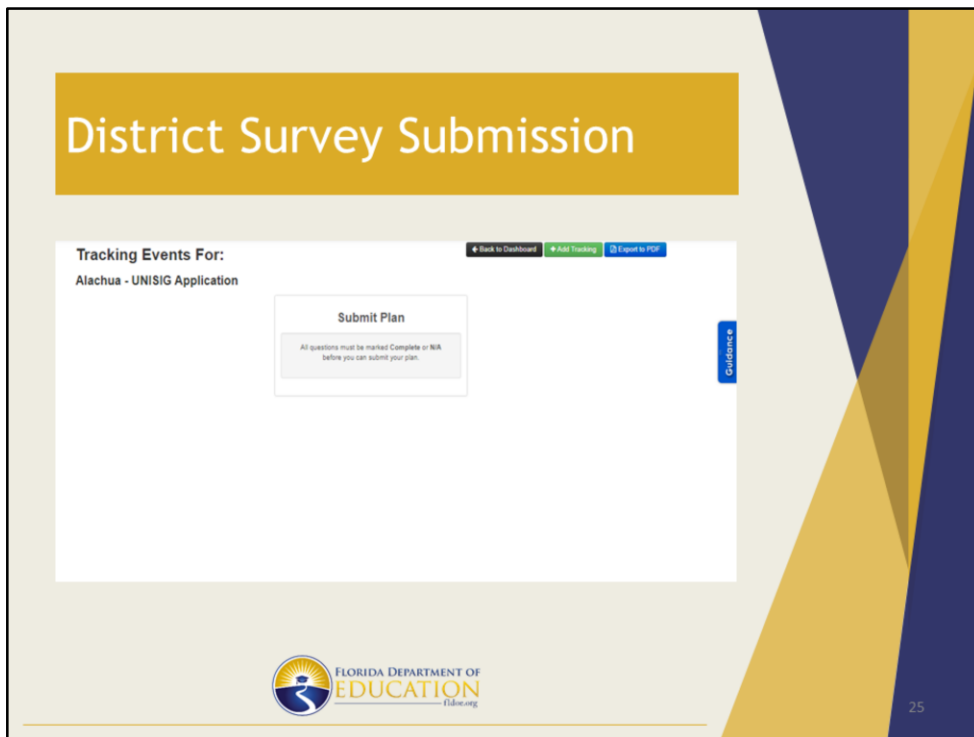 District Survey Submission
Tracking Events For:
Back to Dashboard
Add Tracking
Export to PDF
Alachua - UNISIG Application
Submit Plan
All questions must be marked Complete or N/A
before you can submit your plan.
Guidance
FLORIDA DEPARTMENT OF
EDUCATION
fldoe.org
25